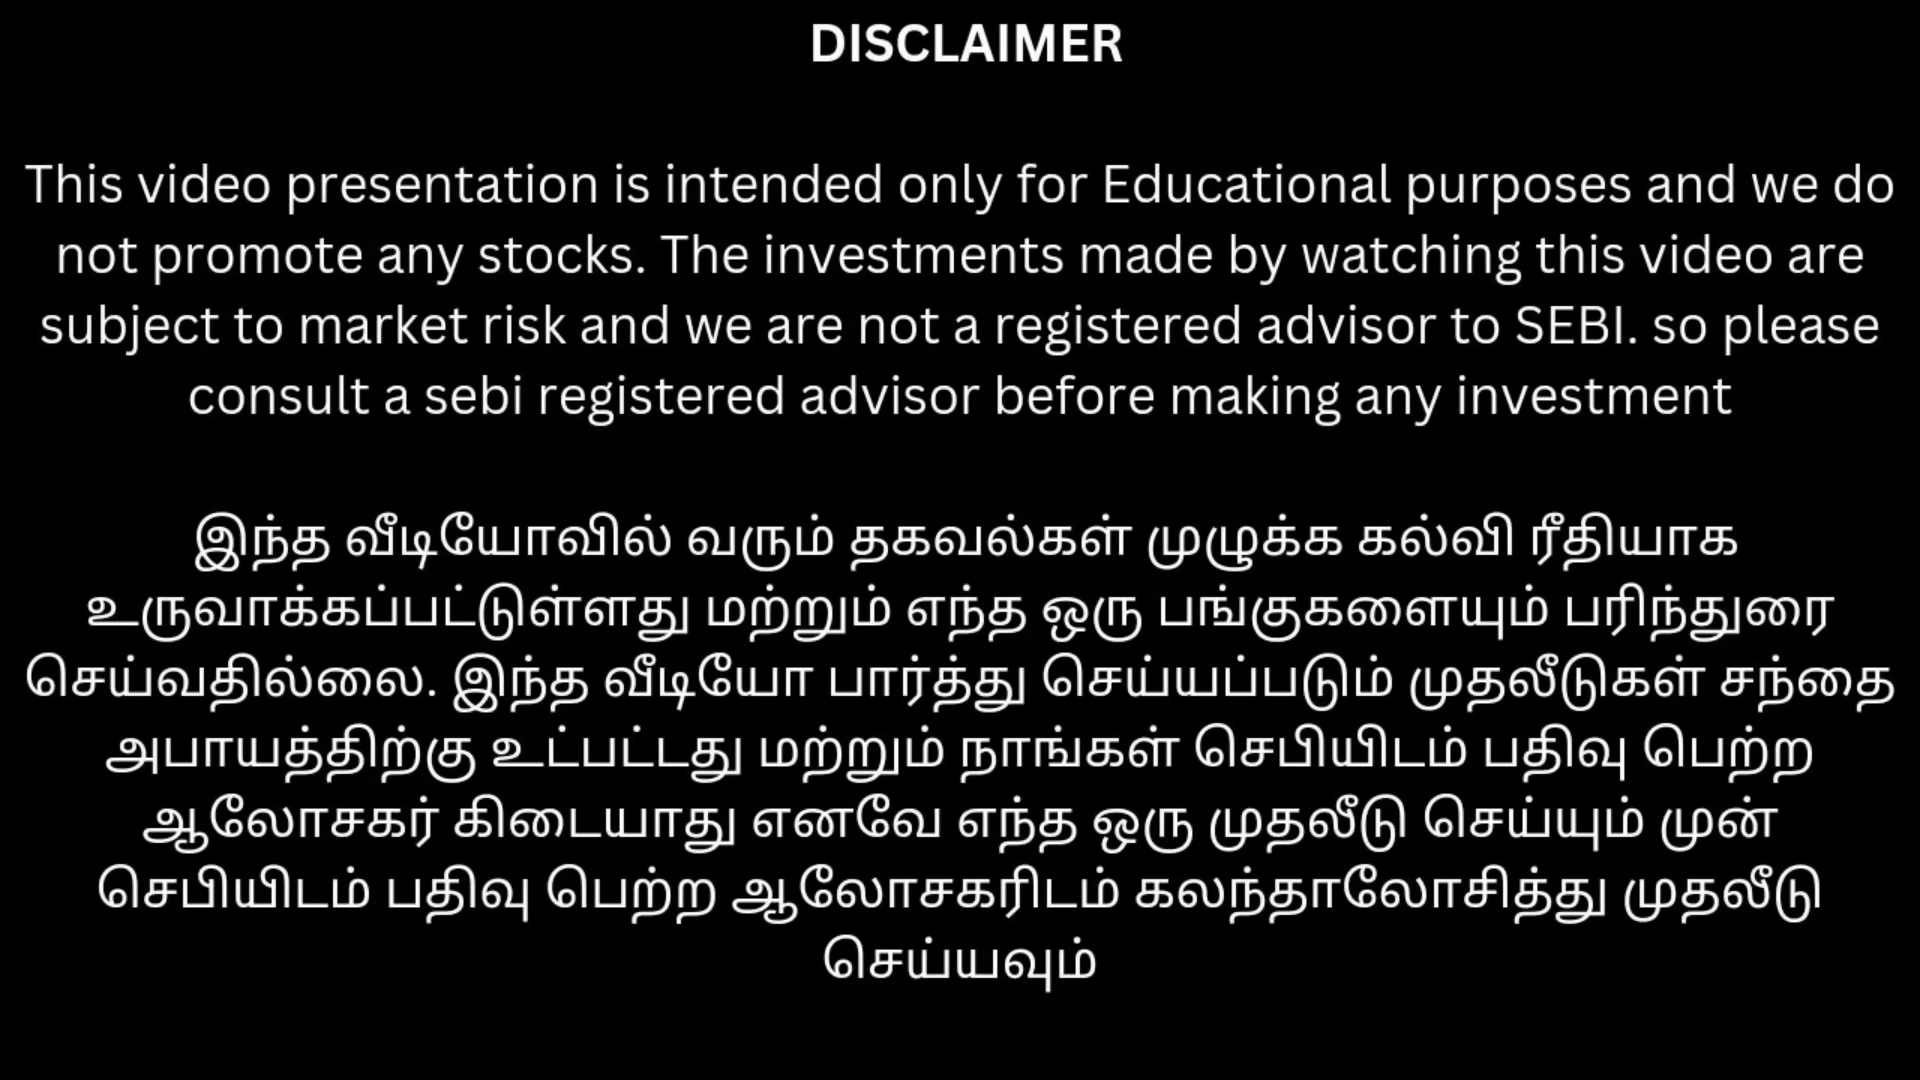 DISCLAIMER
This video presentation is intended only for Educational purposes and we do
not promote any stocks. The investments made by watching this video are
subject to market risk and we are not a registered advisor to SEBI. so please
consult a sebi registered advisor before making any investment
இந்த வீடியோவில் வரும் தகவல்கள் முழுக்க கல்வி ரீதியாக
உருவாக்கப்பட்டுள்ளது மற்றும் எந்த ஒரு பங்குகளையும் பரிந்துரை
செய்வதில்லை. இந்த வீடியோ பார்த்து செய்யப்படும் முதலீடுகள் சந்தை
அபாயத்திற்கு உட்பட்டது மற்றும் நாங்கள் செபியிடம் பதிவு பெற்ற
ஆலோசகர் கிடையாது எனவே எந்த ஒரு முதலீடு செய்யும் முன்
செபியிடம் பதிவு பெற்ற ஆலோசகரிடம் கலந்தாலோசித்து முதலீடு
செய்யவும்